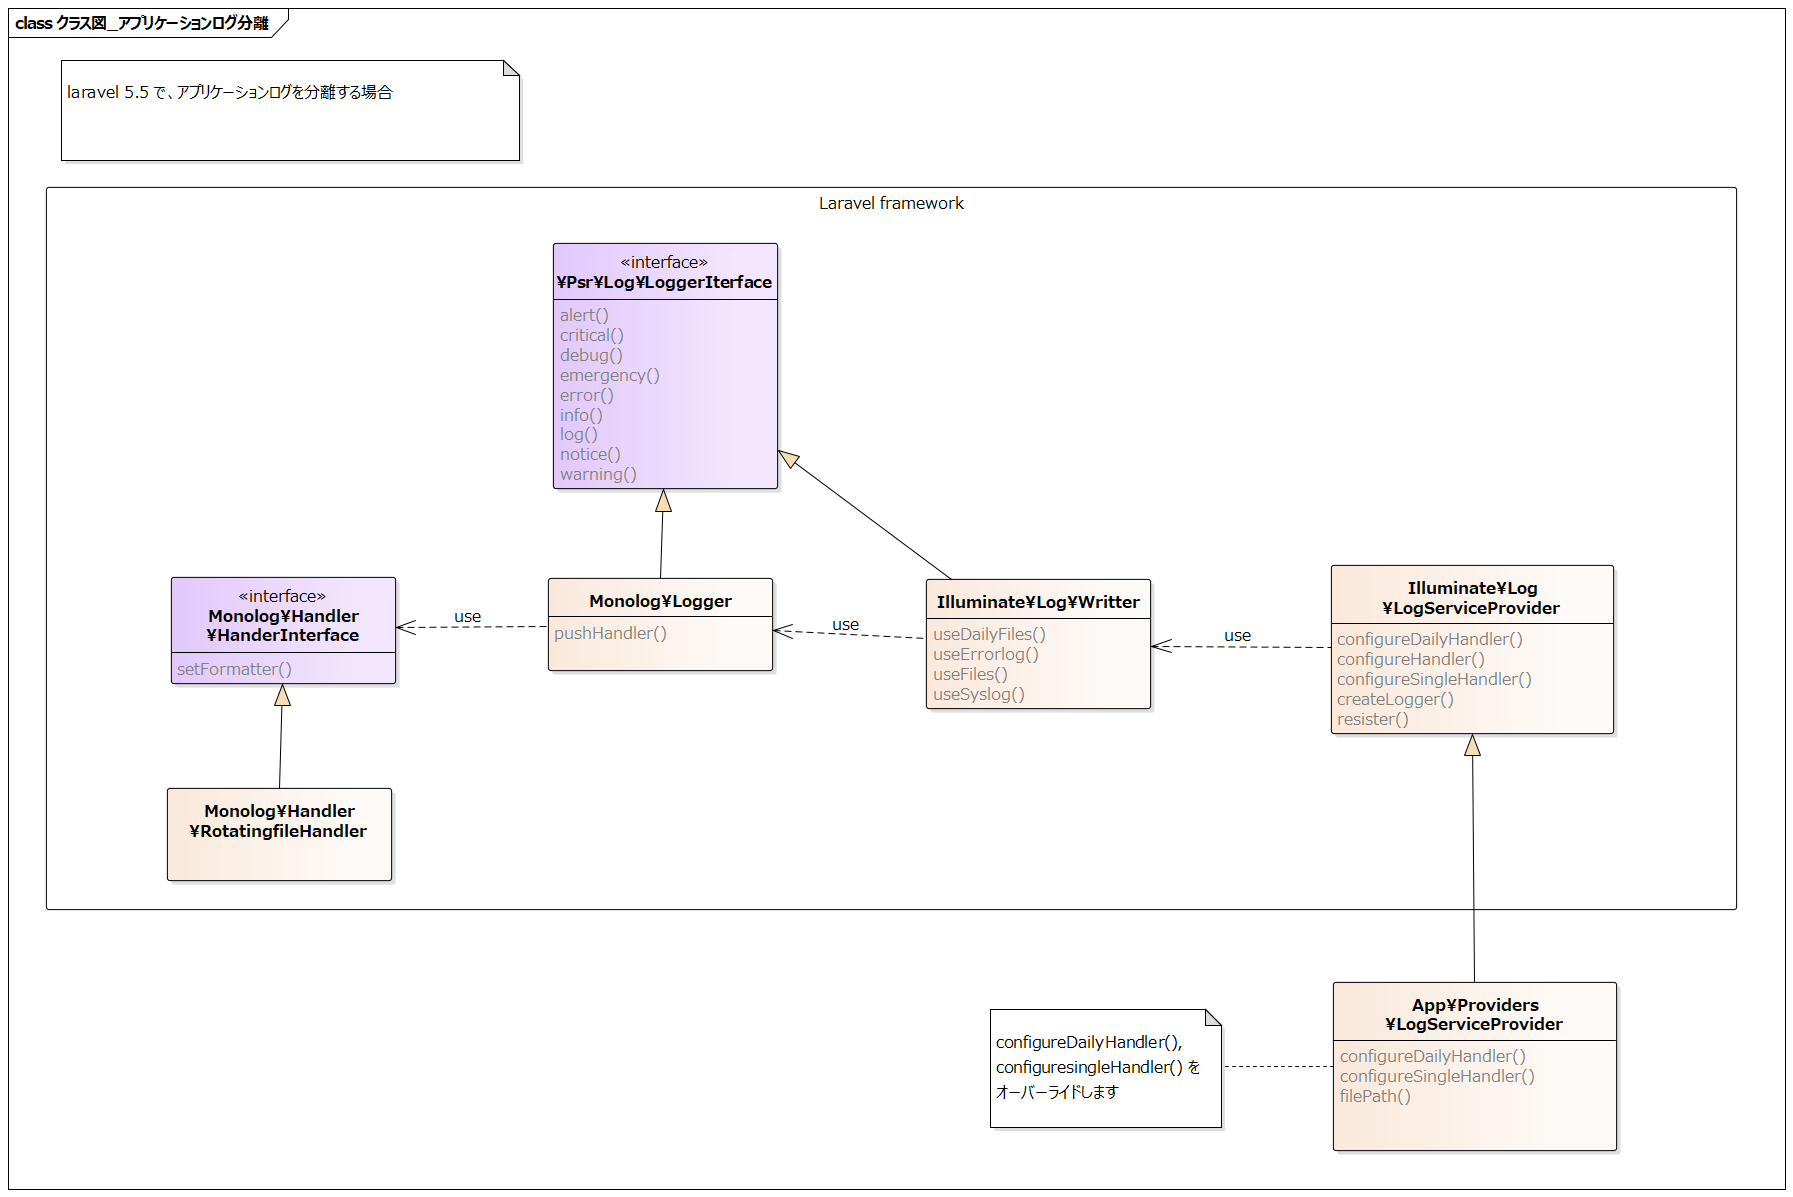 class クラス図_アプリケーションログ分離
laravel 5.5 で、アプリケーションログを分離する場合
Laravel framework
«interface»
¥Psr¥Log¥LoggerIterface
alert()
critical()
debug()
emergency()
error()
info()
log()
notice()
warning()
«interface»
Monolog¥Handler
¥HanderInterface
setFormatter()
use
Monolog¥Logger
pushHandler()
use
Illuminate¥Log¥Writter
useDailyFiles()
useErrorlog()
useFiles()
useSyslog()
use
Illuminate¥Log
¥LogServiceProvider
configureDailyHandler()
configureHandler()
configureSingleHandler()
createLogger()
resister()
Monolog¥Handler
¥RotatingfileHandler
configureDailyHandler(),
configuresingleHandler() を
オーバーライドします
App¥Providers
¥LogServiceProvider
configureDailyHandler()
configureSingleHandler()
filePath()